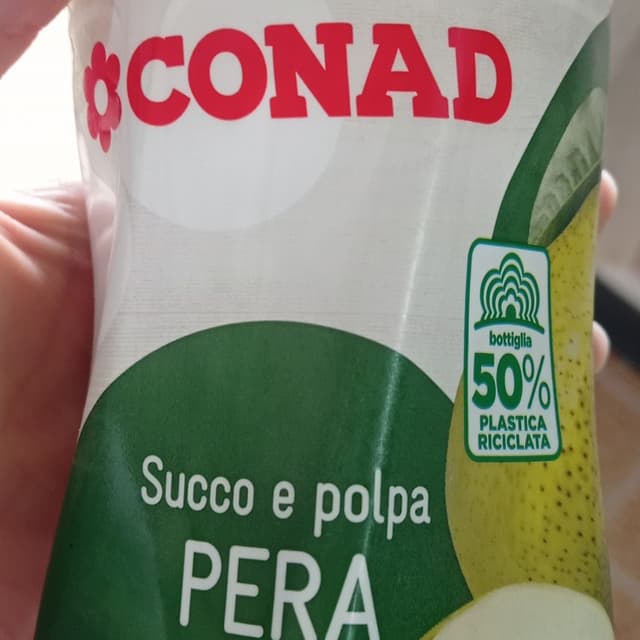 CONAD
bottiglia
50%
PLASTICA
RICICLATA
Succo e polpa
PERA